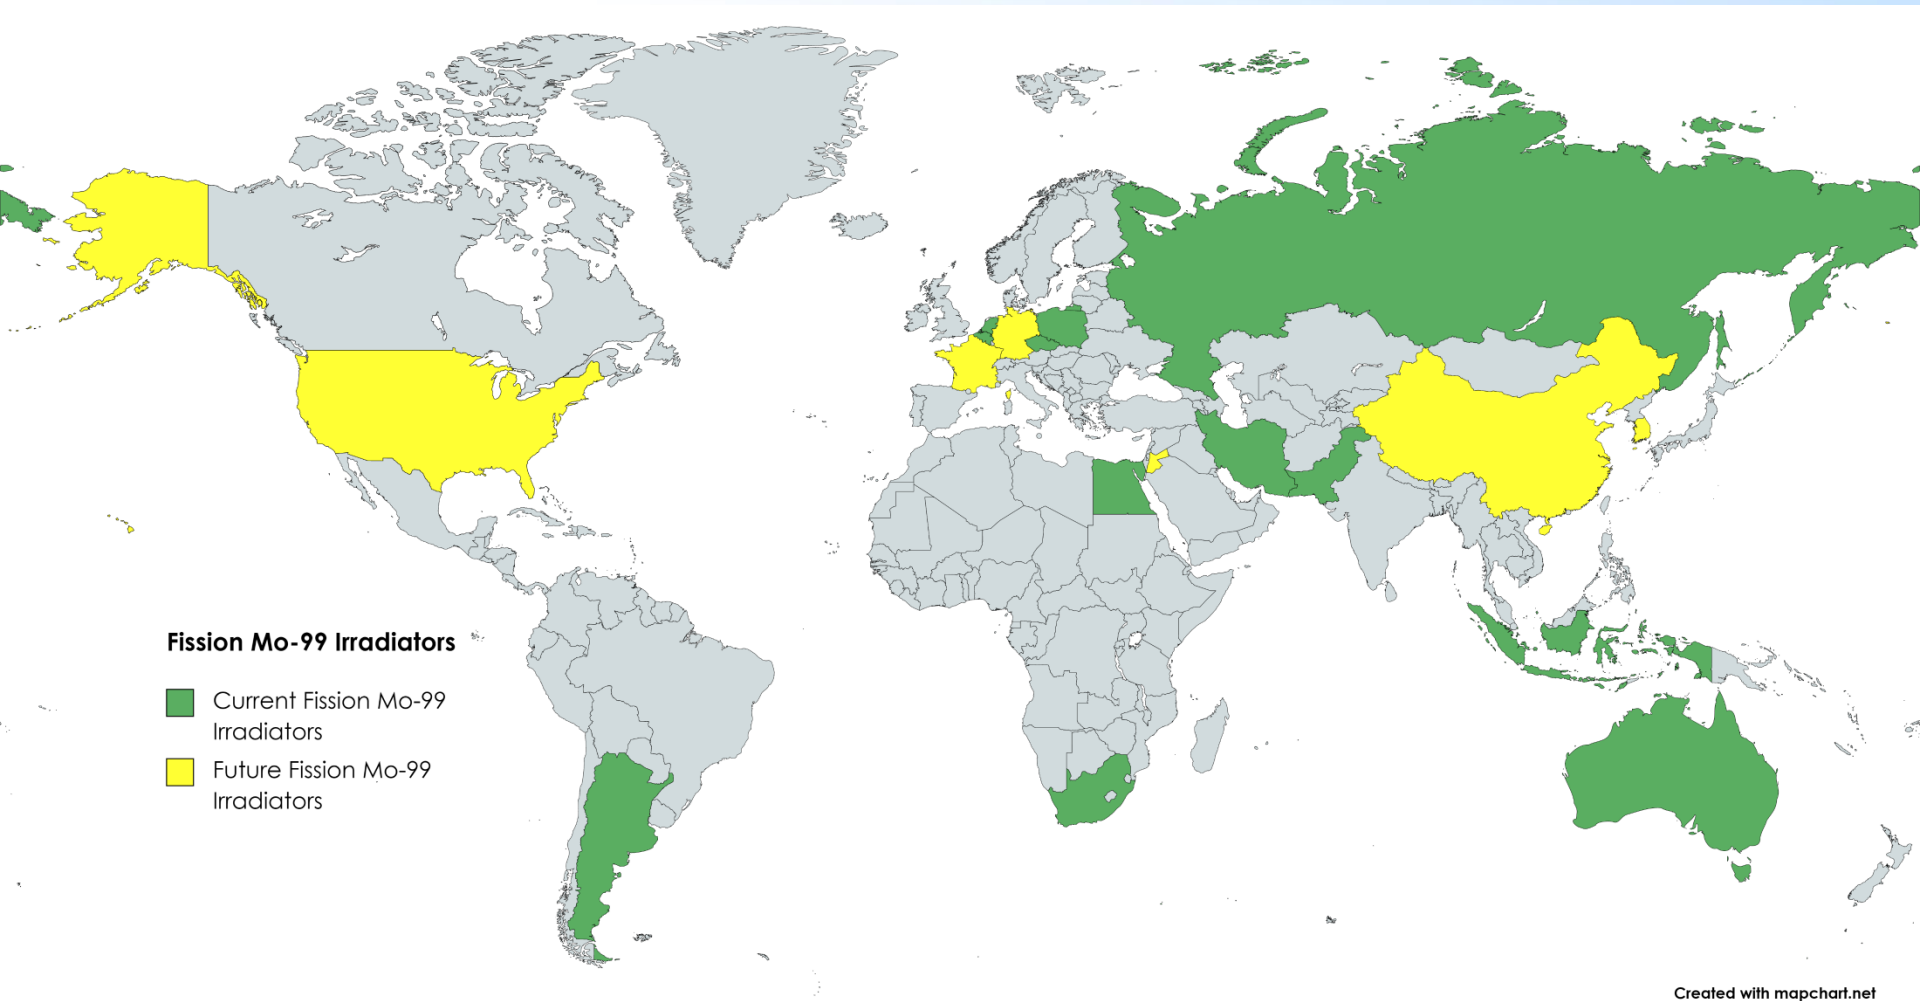 Fission Mo-99 Irradiators
Current Fission Mo-99
Irradiators
Future Fission Mo-99
Irradiators
Created with mapchart.net